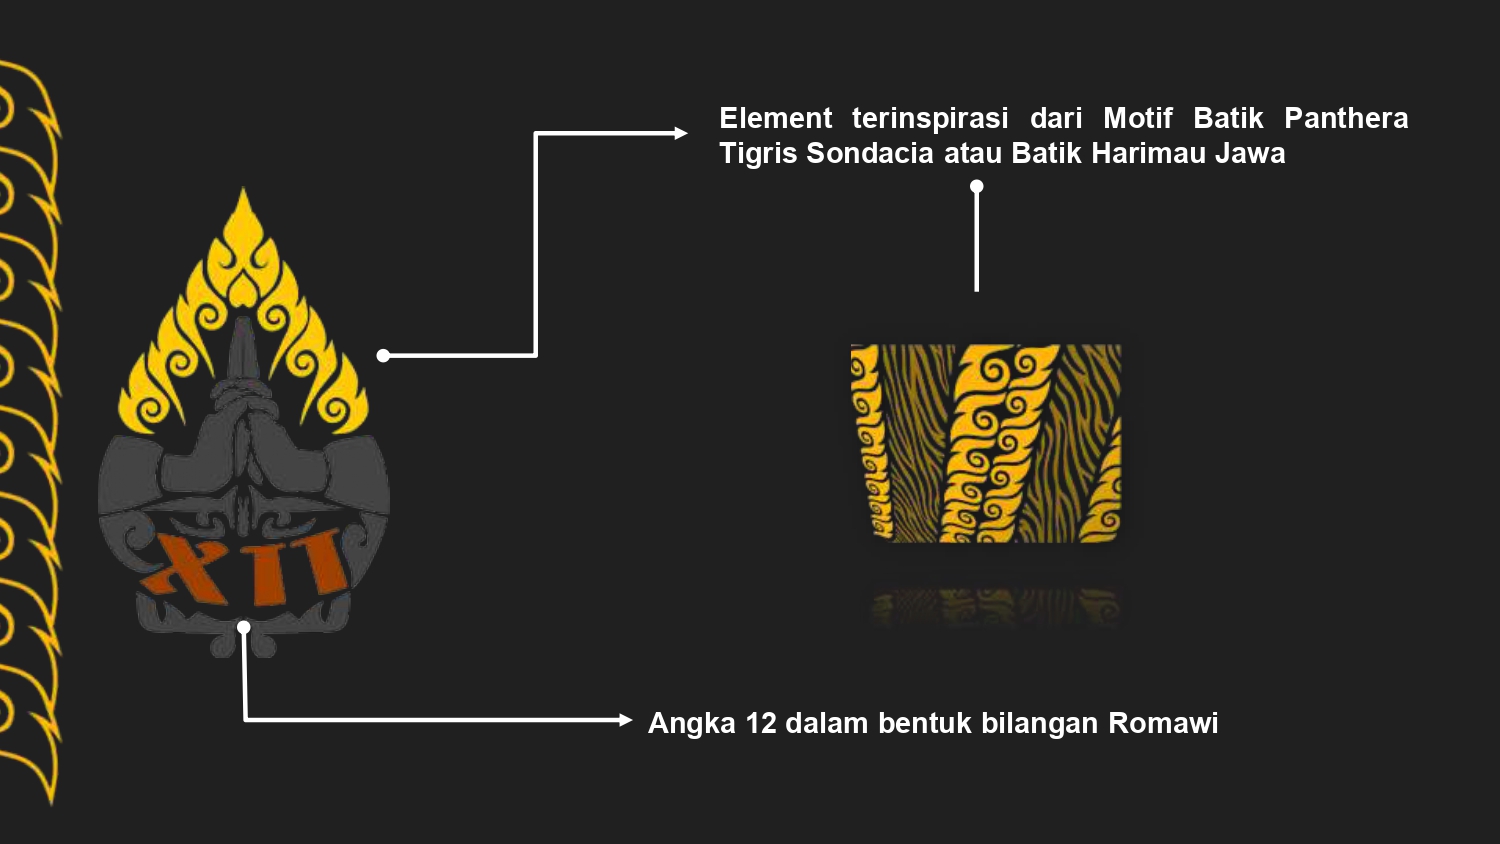 Element terinspirasi dari Motif Batik Panthera
Tigris Sondacia atau Batik Harimau Jawa
XII
Angka 12 dalam bentuk bilangan Romawi